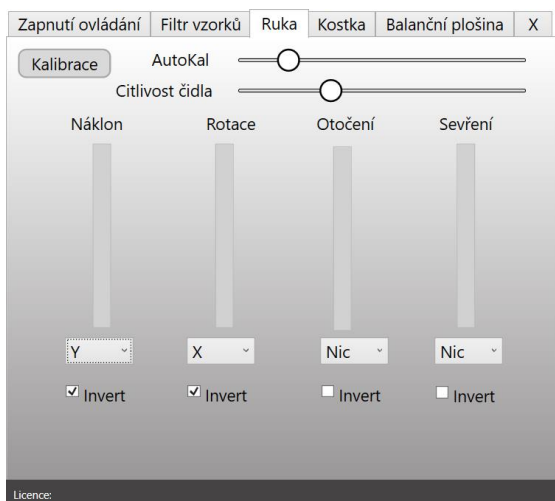 Zapnutí ovládání Filtr vzorků Ruka Kostka Balanční plošina X
Kalibrace AutoKal
Citlivost čidla
Náklon Rotace Otočení Sevření
Y X Nic Nic
Invert Invert Invert Invert
Licence: